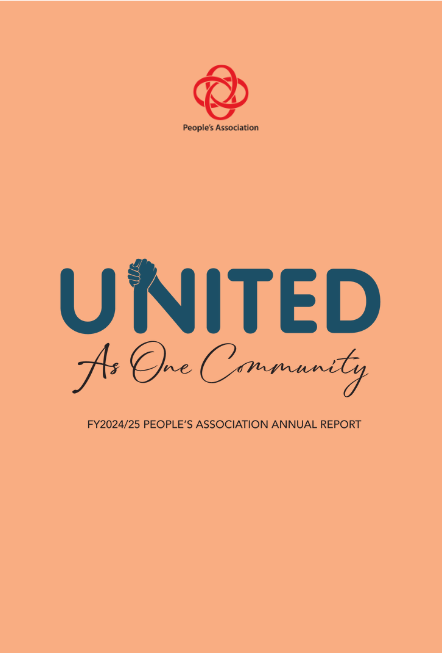 People's Association
UNITED
As One Community
FY2024/25 PEOPLE'S ASSOCIATION ANNUAL REPORT